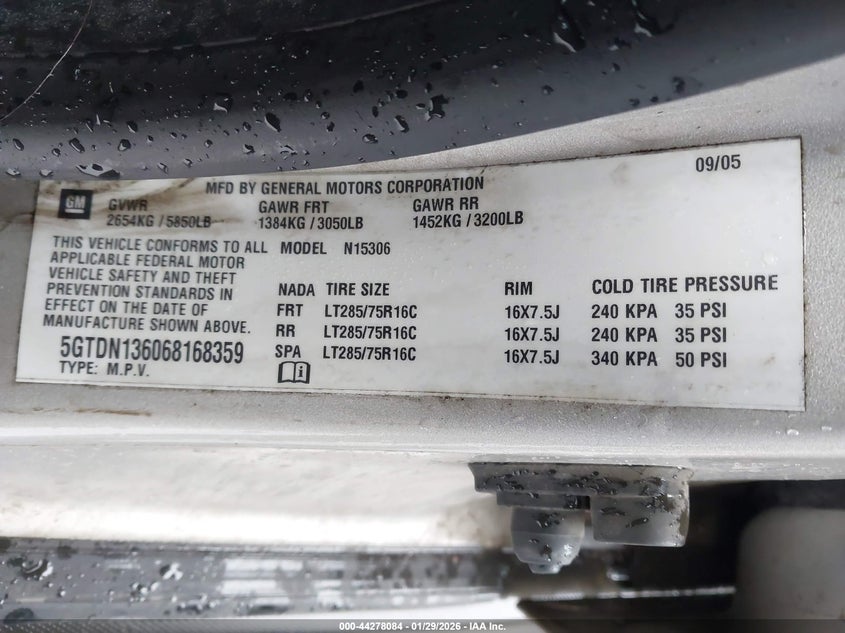 09/05
MFD BY GENERAL MOTORS CORPORATION
GM GVWR GAWR FRT GAWR RR
2654KG / 5850LB 1384KG / 3050LB 1452KG / 3200LB
THIS VEHICLE CONFORMS TO ALL MODEL N15306
APPLICABLE FEDERAL MOTOR
VEHICLE SAFETY AND THEFT
PREVENTION STANDARDS IN
EFFECT ON THE DATE OF
MANUFACTURE SHOWN ABOVE.
5GTDN136068168359
TYPE: M.P.V.
NADA TIRE SIZE RIM COLD TIRE PRESSURE
FRT LT285/75R16C 16X7.5J 240 KPA 35 PSI
RR LT285/75R16C 16X7.5J 240 KPA 35 PSI
SPA LT285/75R16C 16X7.5J 340 KPA 50 PSI
i
000-44278084 - 01/29/2026 - IAA Inc.